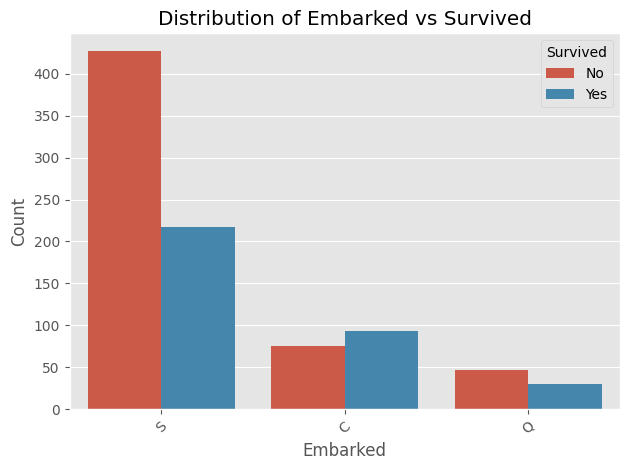 Distribution of Embarked vs Survived
Survived
No
Yes
Count
400
350
300
250
200
150
100
50
0
S
C
Q
Embarked